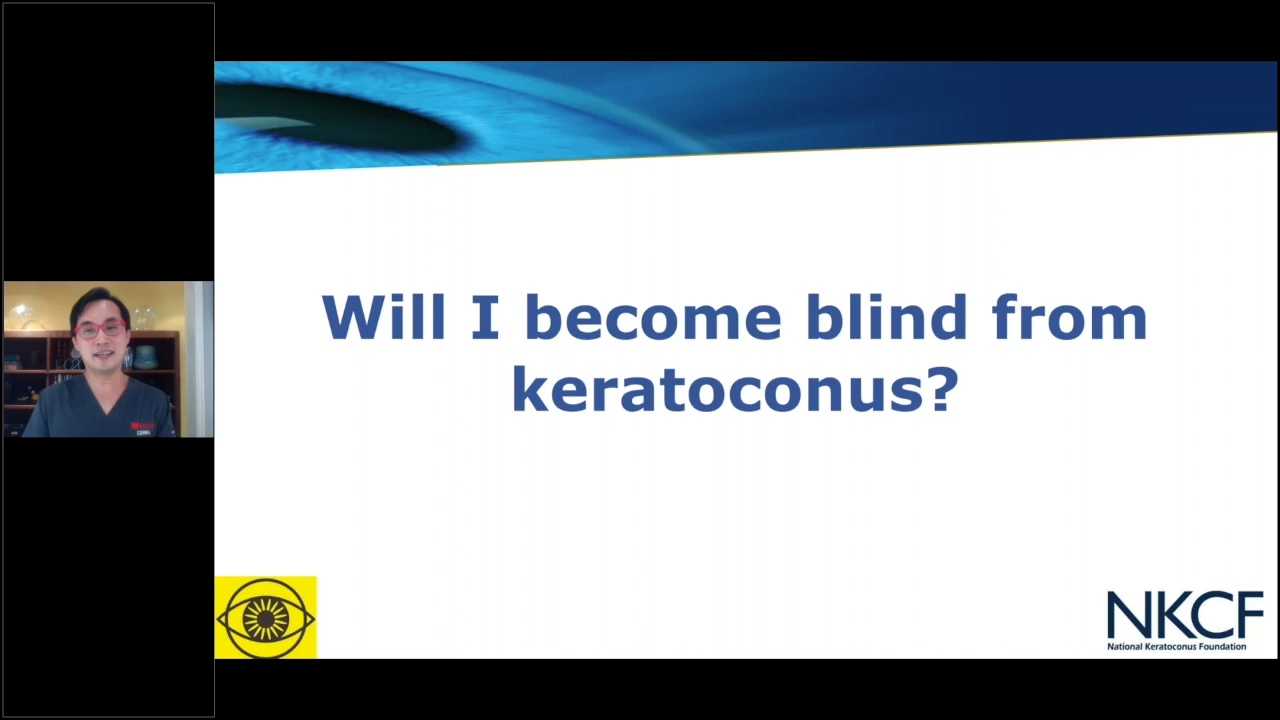 Will I become blind from
keratoconus?
NKCF
National Keratoconus Foundation